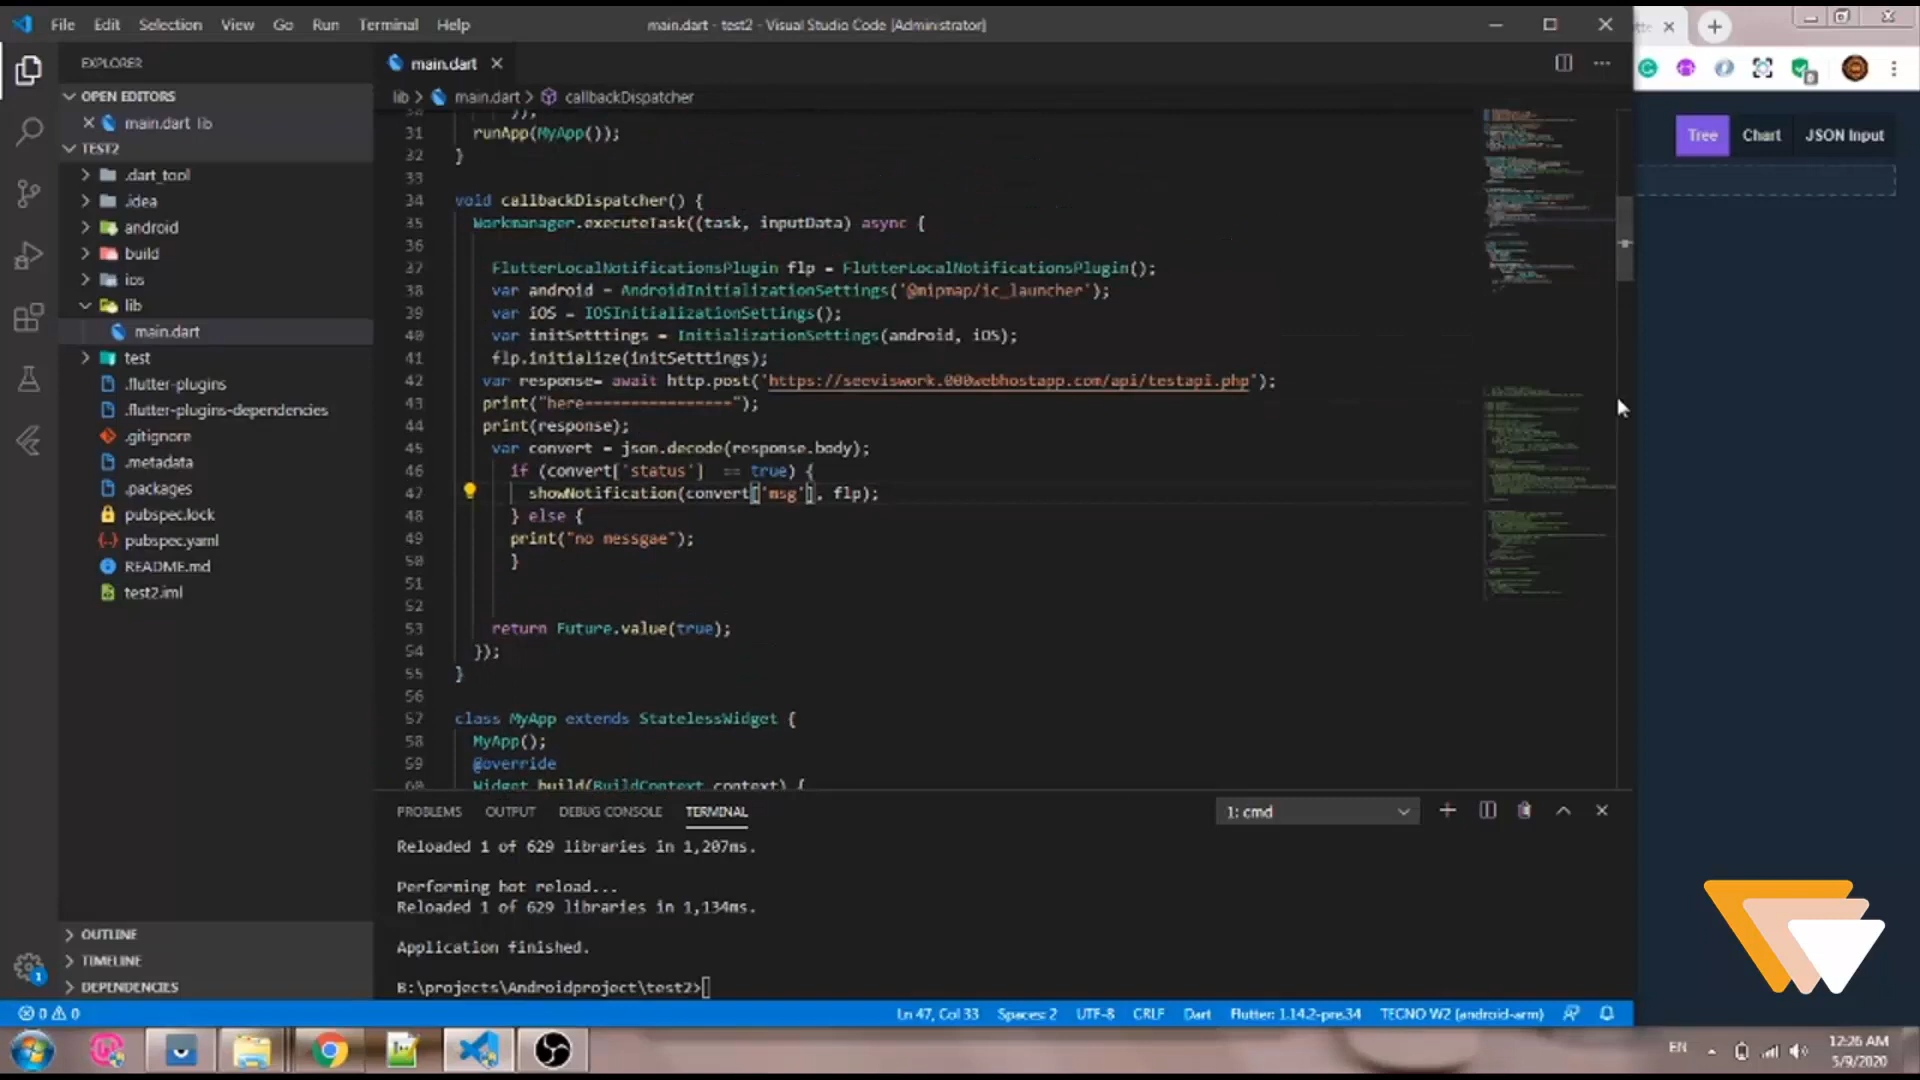 File Edit Selection View Go Run Terminal Help
main.dart - test2 - Visual Studio Code [Administrator]
EXPLORER
OPEN EDITORS
main.dart lib
TEST2
.dart_tool
.idea
android
build
ios
lib
main.dart
test
.flutter-plugins
.flutter-plugins-dependencies
.gitignore
.metadata
.packages
pubspec.lock
pubspec.yaml
README.md
test2.iml
OUTLINE
TIMELINE
DEPENDENCIES
main.dart
lib > main.dart > callbackDispatcher
30 });
31 runApp(MyApp());
32 }
33
34 void callbackDispatcher() {
35 Workmanager.executeTask((task, inputData) async {
36
37 FlutterLocalNotificationsPlugin flp = FlutterLocalNotificationsPlugin();
38 var android = AndroidInitializationSettings('@mipmap/ic_launcher');
39 var iOS = IOSInitializationSettings();
40 var initSetttings = InitializationSettings(android, iOS);
41 flp.initialize(initSetttings);
42 var response= await http.post('https://seeviswork.000webhostapp.com/api/testapi.php');
43 print("here================");
44 print(response);
45 var convert = json.decode(response.body);
46 if (convert['status'] == true) {
47 showNotification(convert['msg'], flp);
48 } else {
49 print("no messgae");
50 }
51
52
53 return Future.value(true);
54 });
55 }
56
57 class MyApp extends StatelessWidget {
58 MyApp();
59 @override
60 Widget build(BuildContext context) {
PROBLEMS OUTPUT DEBUG CONSOLE TERMINAL
1: cmd
Reloaded 1 of 629 libraries in 1,207ms.
Performing hot reload...
Reloaded 1 of 629 libraries in 1,134ms.
Application finished.
B:\projects\Androidproject\test2>
0 0
Ln 47, Col 33 Spaces: 2 UTF-8 CRLF Dart Flutter: 1.14.2-pre.34 TECNO W2 (android-arm)
Tree Chart JSON Input
EN
12:26 AM
5/9/2020